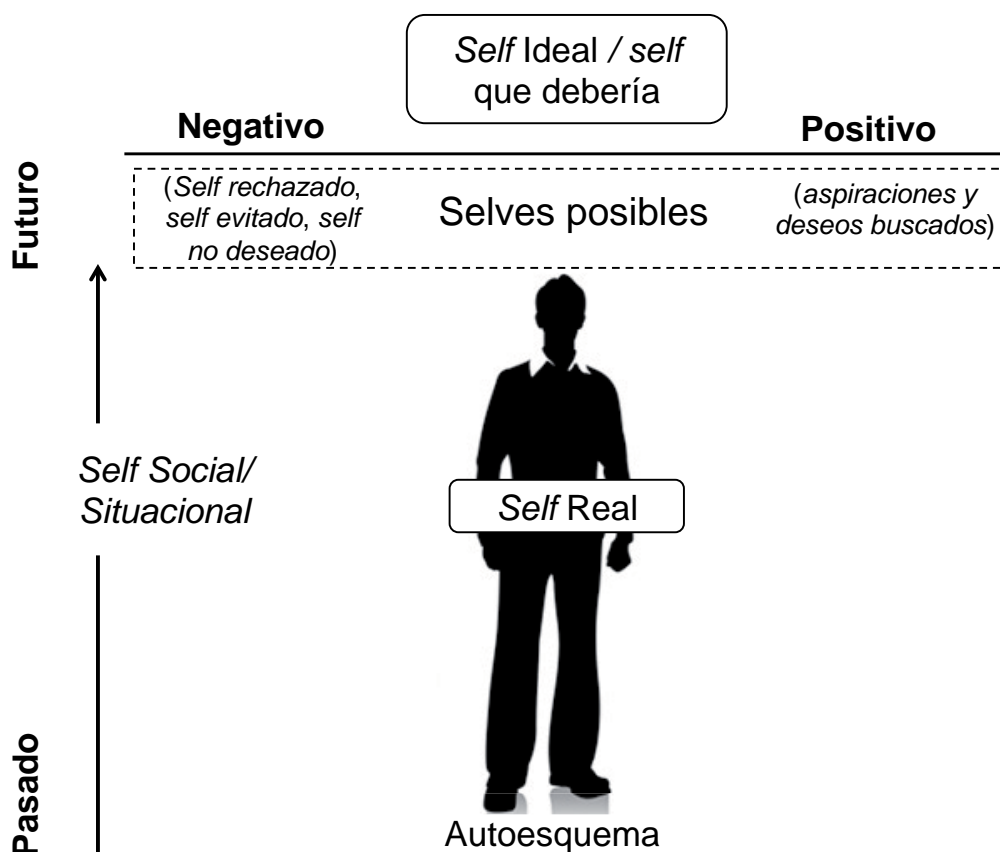 Self Ideal / self
que debería
Negativo
Positivo
Futuro
(Self rechazado,
self evitado, self
no deseado)
Selves posibles
(aspiraciones y
deseos buscados)
Self Social/
Situacional
Self Real
Pasado
Autoesquema